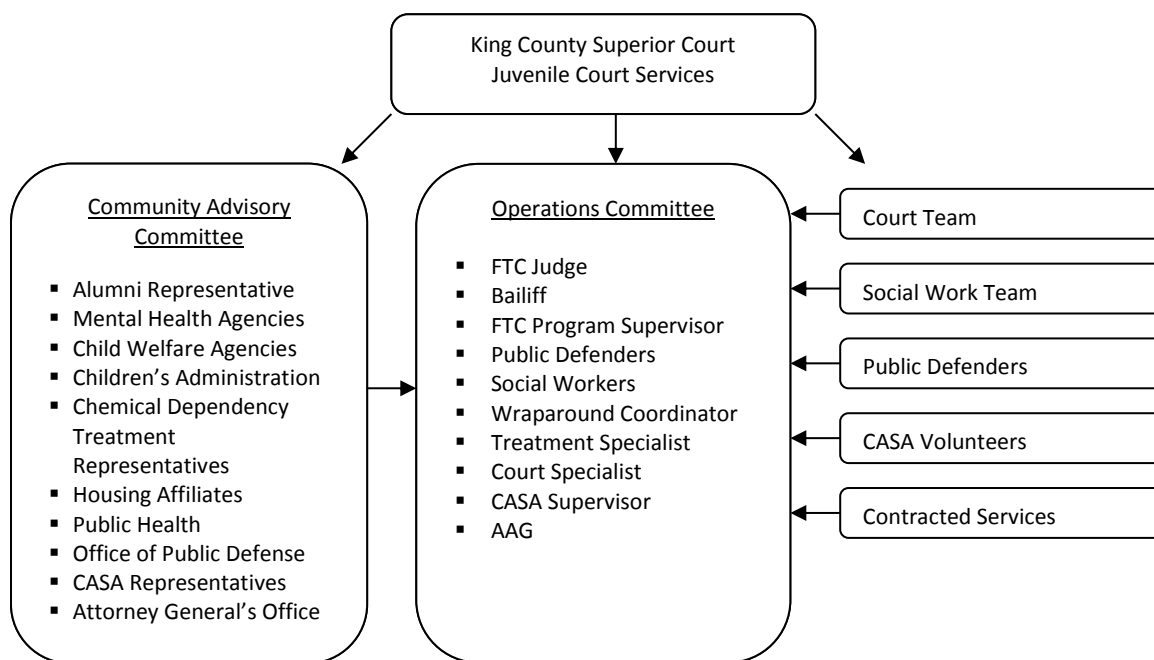 King County Superior Court
Juvenile Court Services
Community Advisory
Committee
▪ Alumni Representative
▪ Mental Health Agencies
▪ Child Welfare Agencies
▪ Children’s Administration
▪ Chemical Dependency
Treatment
Representatives
▪ Housing Affiliates
▪ Public Health
▪ Office of Public Defense
▪ CASA Representatives
▪ Attorney General’s Office
Operations Committee
▪ FTC Judge
▪ Bailiff
▪ FTC Program Supervisor
▪ Public Defenders
▪ Social Workers
▪ Wraparound Coordinator
▪ Treatment Specialist
▪ Court Specialist
▪ CASA Supervisor
▪ AAG
Court Team
Social Work Team
Public Defenders
CASA Volunteers
Contracted Services